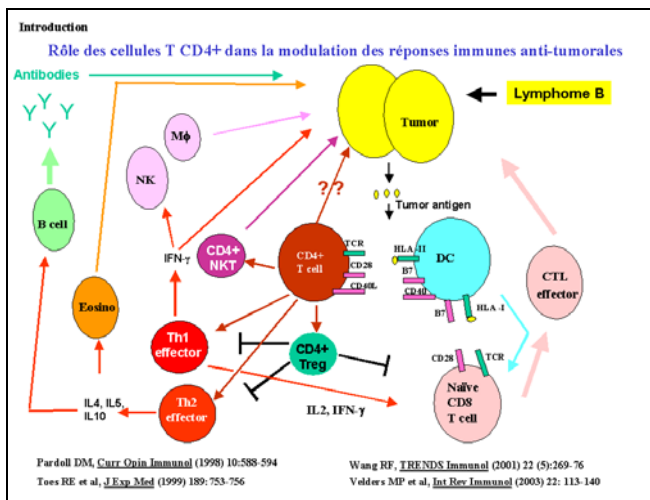 Introduction
Rôle des cellules T CD4+ dans la modulation des réponses immunes anti-tumorales
Antibodies
Lymphome B
Tumor
Mϕ
NK
? ?
Tumor antigen
B cell
IFN-γ
CD4+
NKT
CD4+
T cell
TCR
CD28
CD40L
HLA-II
B7
CD40
B7
DC
HLA-I
CTL
effector
Eosino
Th1
effector
CD4+
Treg
CD28
TCR
Naïve
CD8
T cell
IL4, IL5,
IL10
Th2
effector
IL2, IFN-γ
Pardoll DM, Curr Opin Immunol (1998) 10:588-594
Wang RF, TRENDS Immunol (2001) 22 (5):269-76
Toes RE et al, J Exp Med (1999) 189: 753-756
Velders MP et al, Int Rev Immunol (2003) 22: 113-140